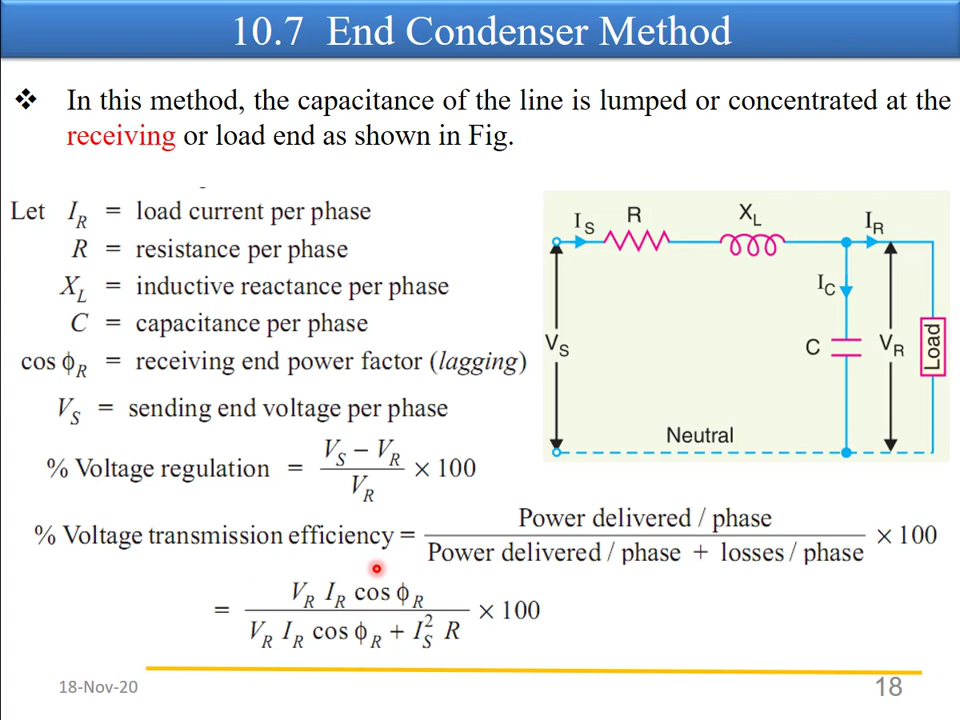 10.7 End Condenser Method
❖ In this method, the capacitance of the line is lumped or concentrated at the
receiving or load end as shown in Fig.
Let I_R = load current per phase
R = resistance per phase
X_L = inductive reactance per phase
C = capacitance per phase
cos ϕ_R = receiving end power factor (lagging)
V_S = sending end voltage per phase
% Voltage regulation = (V_S − V_R) / V_R × 100
% Voltage transmission efficiency = Power delivered / phase / (Power delivered / phase + losses / phase) × 100
= V_R I_R cos ϕ_R / (V_R I_R cos ϕ_R + I_S^2 R) × 100
I_S R X_L I_R
I_C
V_S C V_R Load
Neutral
18-Nov-20 18